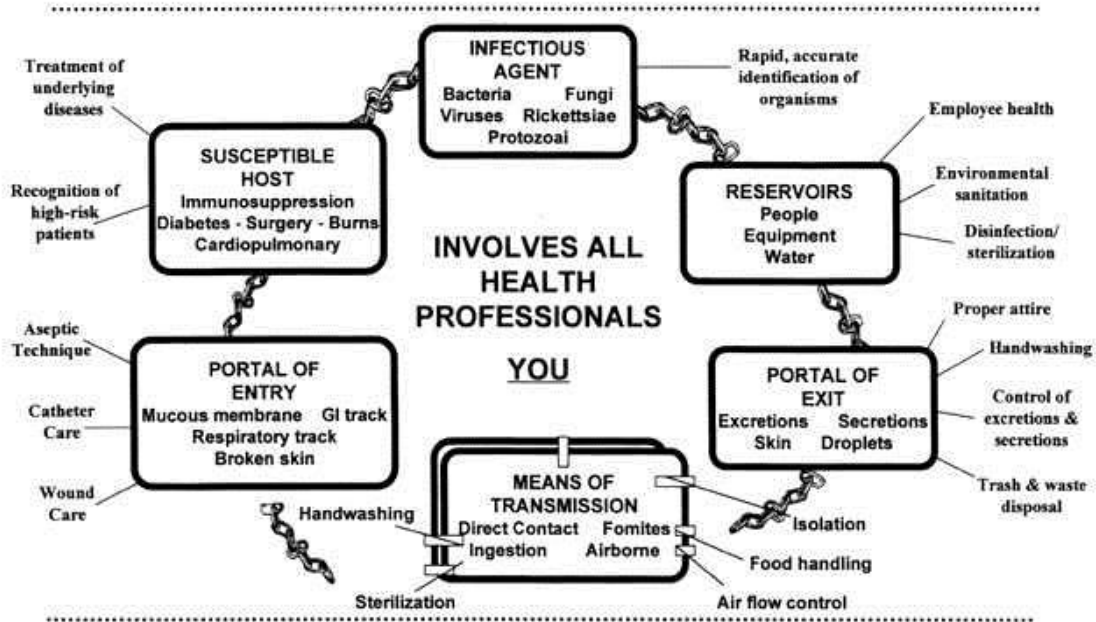 INFECTIOUS
AGENT
Bacteria Fungi
Viruses Rickettsiae
Protozoai
Rapid, accurate
identification of
organisms
Treatment of
underlying
diseases
Recognition of
high-risk
patients
SUSCEPTIBLE
HOST
Immunosuppression
Diabetes - Surgery - Burns
Cardiopulmonary
RESERVOIRS
People
Equipment
Water
Employee health
Environmental
sanitation
Disinfection/
sterilization
INVOLVES ALL
HEALTH
PROFESSIONALS
YOU
Aseptic
Technique
Catheter
Care
Wound
Care
PORTAL OF
ENTRY
Mucous membrane GI track
Respiratory track
Broken skin
PORTAL OF
EXIT
Excretions Secretions
Skin Droplets
Proper attire
Handwashing
Control of
excretions &
secretions
Trash & waste
disposal
MEANS OF
TRANSMISSION
Direct Contact Fomites
Ingestion Airborne
Handwashing
Sterilization
Isolation
Food handling
Air flow control